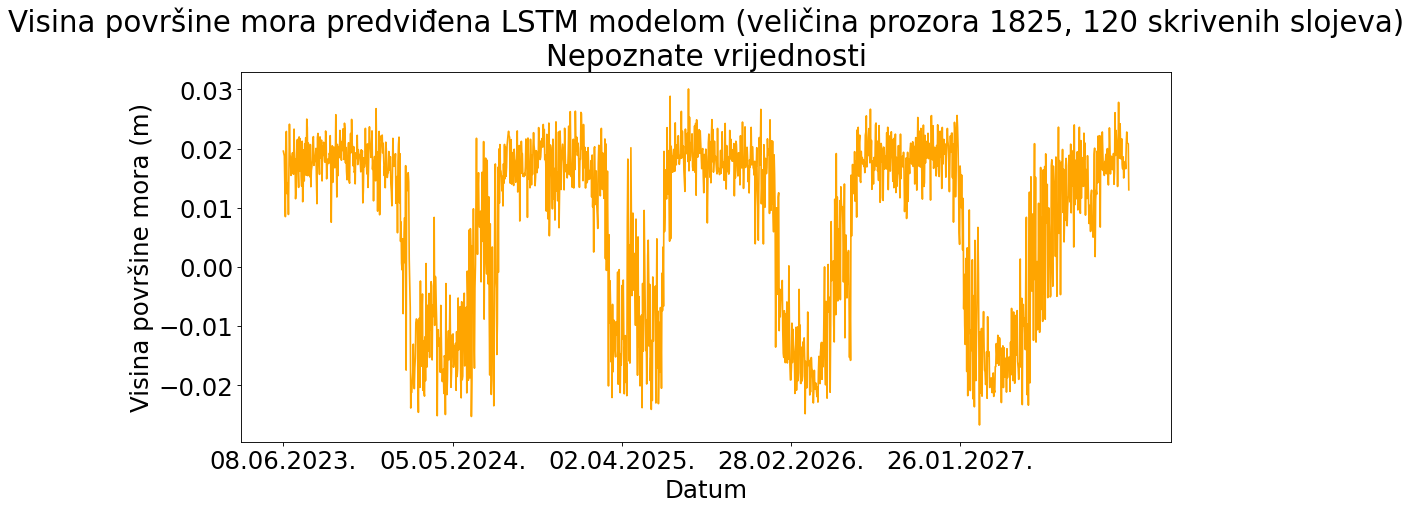 Visina površine mora predviđena LSTM modelom (veličina prozora 1825, 120 skrivenih slojeva)
Nepoznate vrijednosti
Visina površine mora (m)
0.03
0.02
0.01
0.00
−0.01
−0.02
08.06.2023. 05.05.2024. 02.04.2025. 28.02.2026. 26.01.2027.
Datum